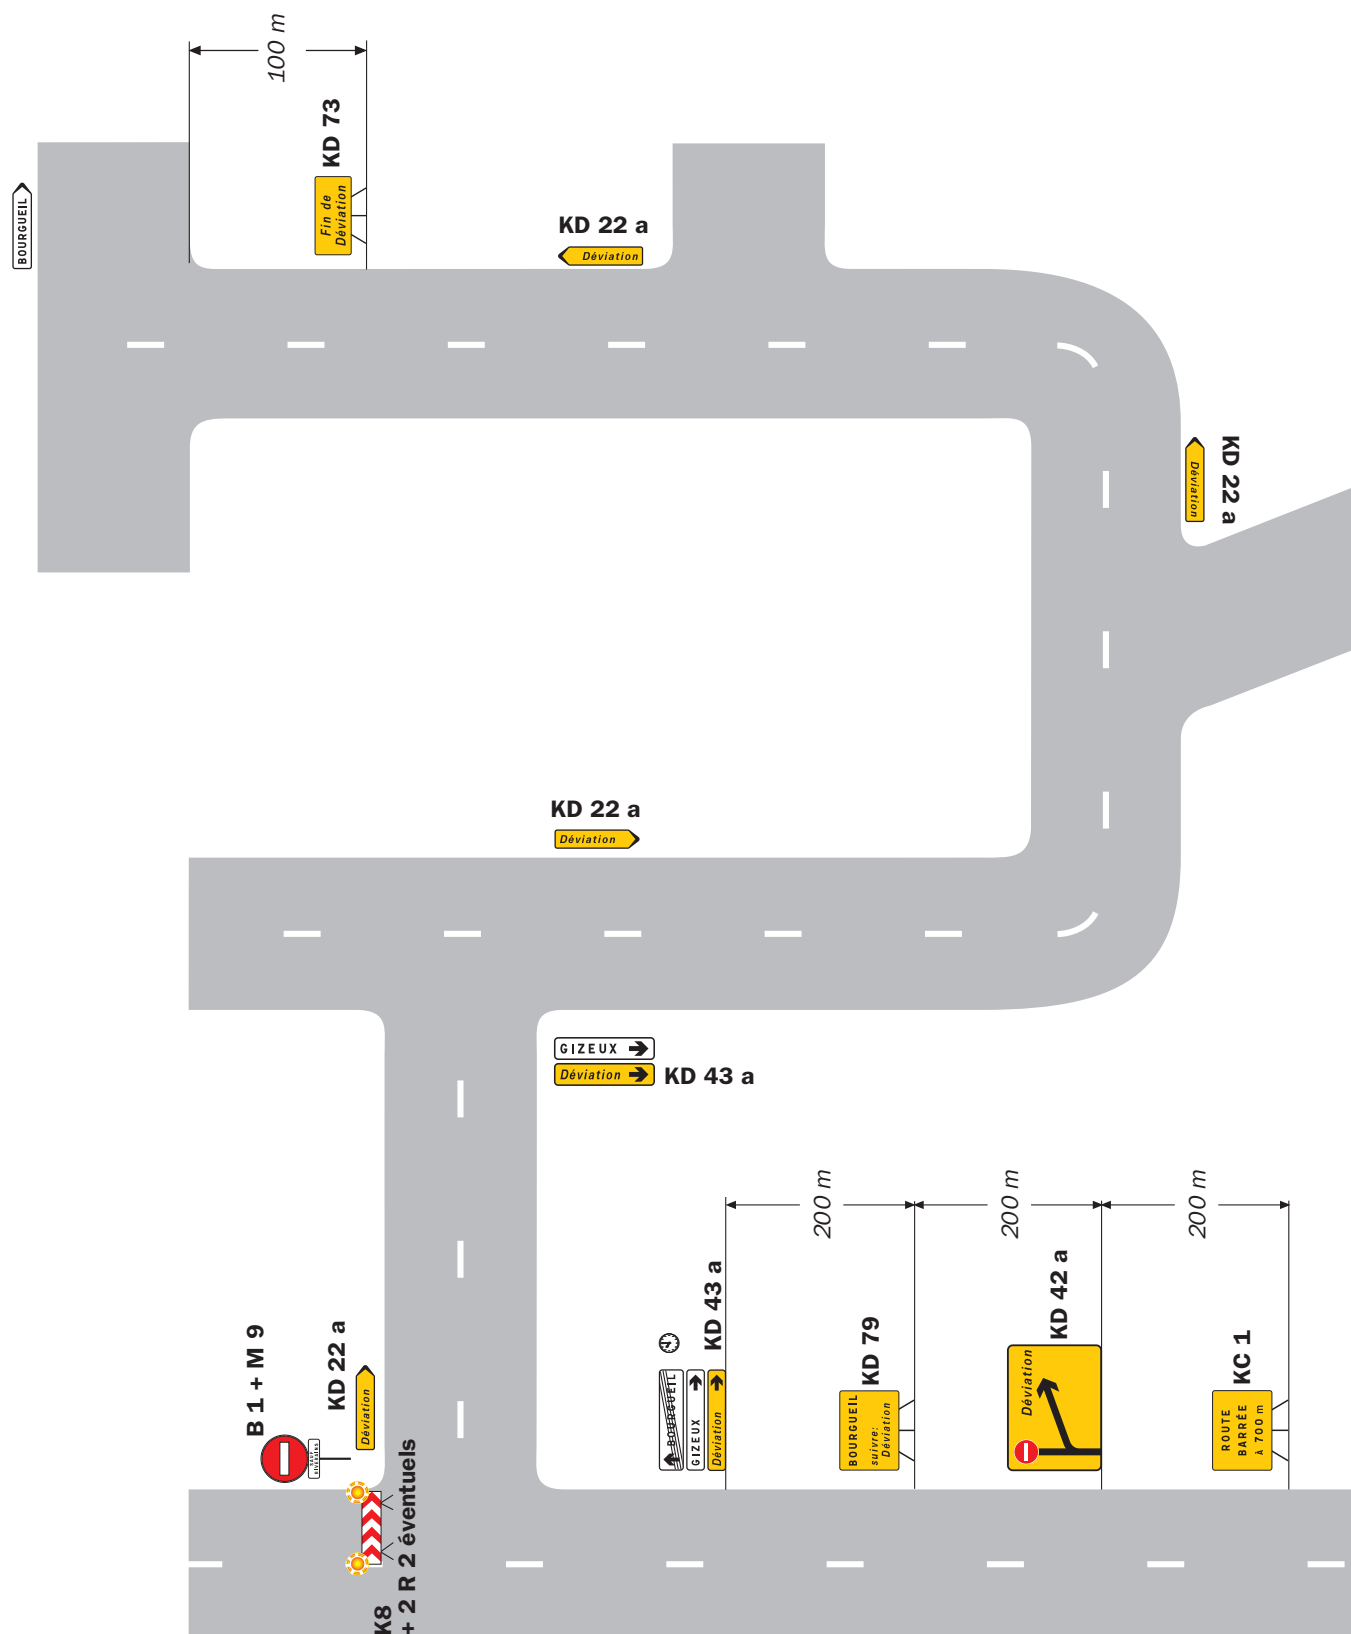 100 m
KD 73
Fin de
Déviation
BOURGUEIL
KD 22 a
Déviation
KD 22 a
Déviation
KD 22 a
Déviation
GIZEUX
Déviation
KD 43 a
200 m
200 m
200 m
KD 43 a
BOURGUEIL
GIZEUX
Déviation
KD 79
BOURGUEIL
suivre:
Déviation
KD 42 a
Déviation
KC 1
ROUTE
BARRÉE
à 700 m
B 1 + M 9
SAUF
RIVERAINS
KD 22 a
Déviation
K8
+ 2 R 2 éventuels